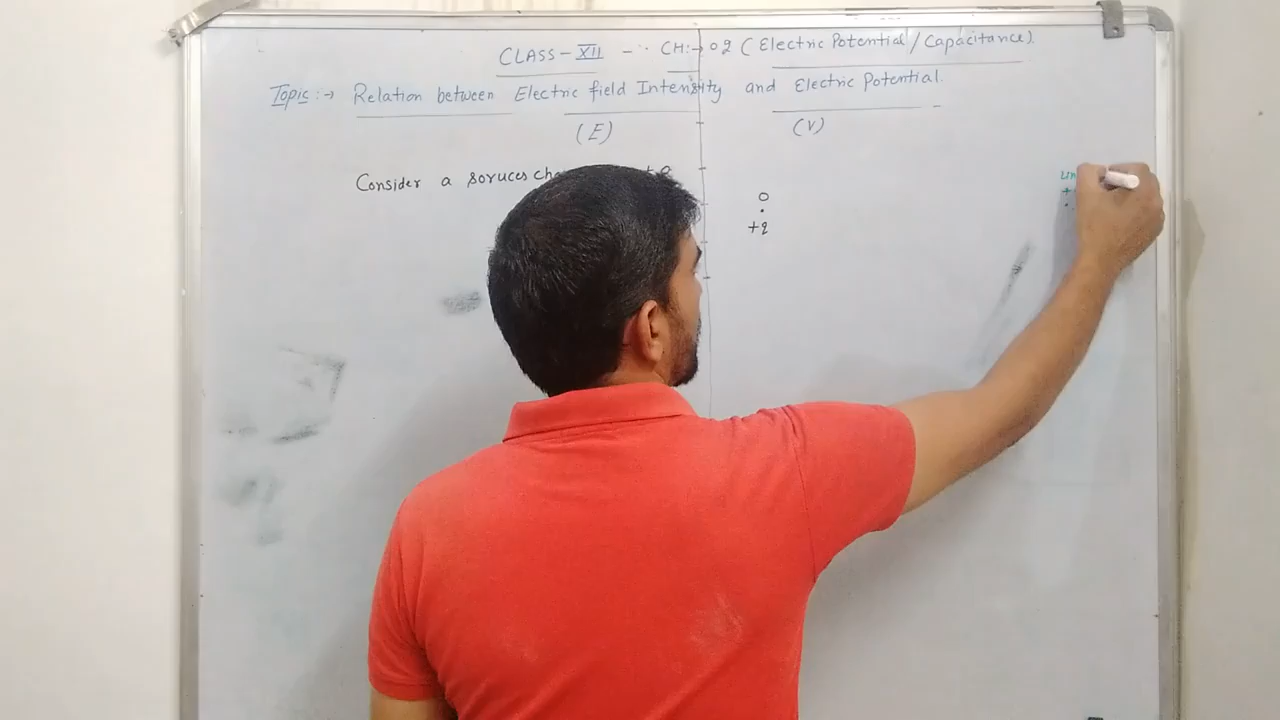 CLASS-XII -:- CH:→02 (Electric Potential/Capacitance).
Topic:→ Relation between Electric field Intensity and Electric Potential.
(E) (V)
Consider a soruces
O
+q